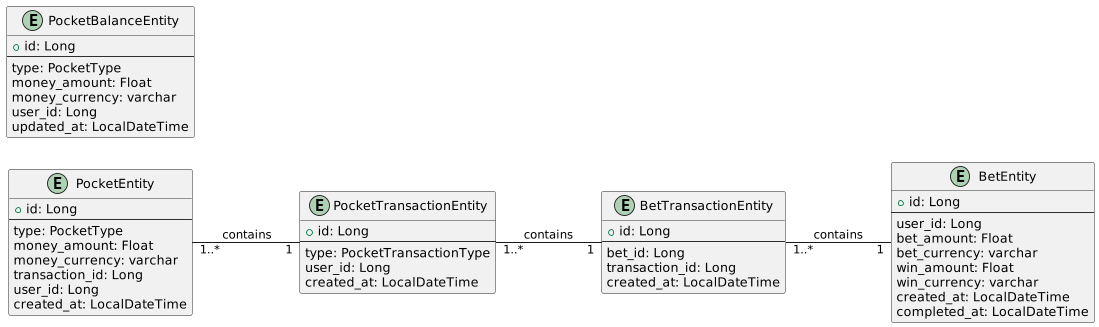 E PocketBalanceEntity
id: Long
type: PocketType
money_amount: Float
money_currency: varchar
user_id: Long
updated_at: LocalDateTime
E PocketEntity
id: Long
type: PocketType
money_amount: Float
money_currency: varchar
transaction_id: Long
user_id: Long
created_at: LocalDateTime
contains
1..* 1
E PocketTransactionEntity
id: Long
type: PocketTransactionType
user_id: Long
created_at: LocalDateTime
contains
1..* 1
E BetTransactionEntity
id: Long
bet_id: Long
transaction_id: Long
created_at: LocalDateTime
contains
1..* 1
E BetEntity
id: Long
user_id: Long
bet_amount: Float
bet_currency: varchar
win_amount: Float
win_currency: varchar
created_at: LocalDateTime
completed_at: LocalDateTime